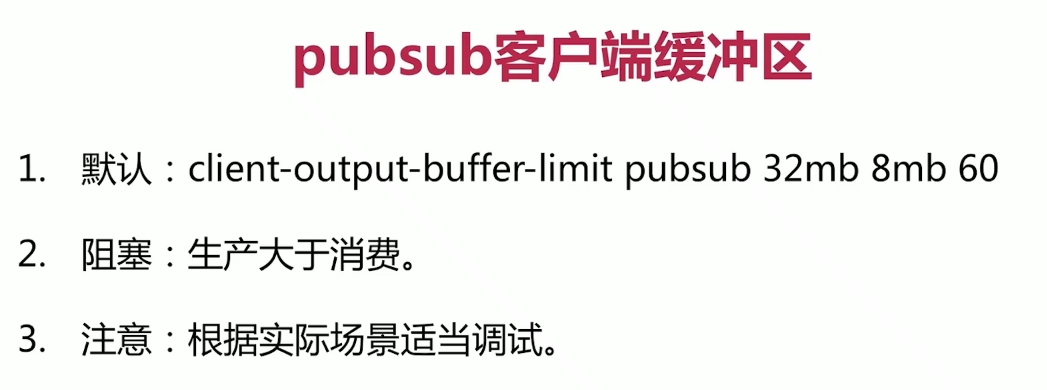 pubsub客户端缓冲区
1. 默认：client-output-buffer-limit pubsub 32mb 8mb 60
2. 阻塞：生产大于消费。
3. 注意：根据实际场景适当调试。